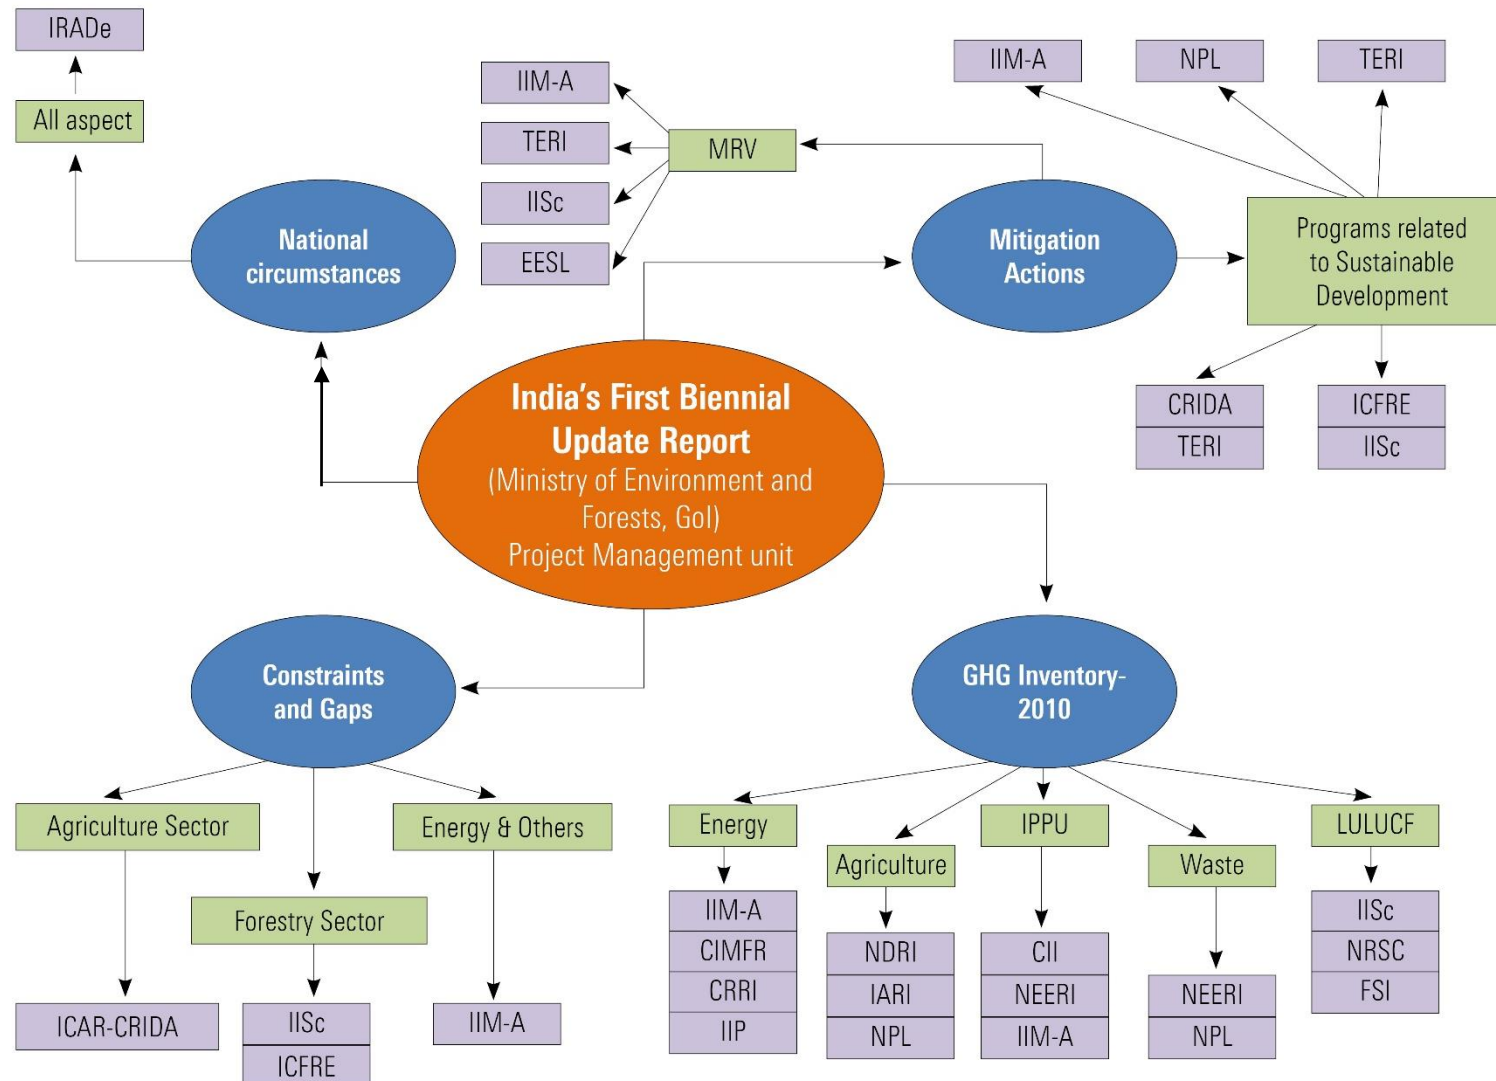 IRADe
All aspect
National
circumstances
IIM-A
TERI
IISc
EESL
MRV
Mitigation
Actions
IIM-A
NPL
TERI
Programs related
to Sustainable
Development
CRIDA
TERI
ICFRE
IISc
India's First Biennial
Update Report
(Ministry of Environment and
Forests, GoI)
Project Management unit
Constraints
and Gaps
Agriculture Sector
Forestry Sector
Energy & Others
ICAR-CRIDA
IISc
ICFRE
IIM-A
GHG Inventory-
2010
Energy
IIM-A
CIMFR
CRRI
IIP
Agriculture
NDRI
IARI
NPL
IPPU
CII
NEERI
IIM-A
Waste
NEERI
NPL
LULUCF
IISc
NRSC
FSI